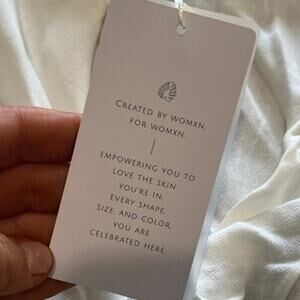 CREATED BY WOMXN,
FOR WOMXN.
EMPOWERING YOU TO
LOVE THE SKIN
YOU'RE IN.
EVERY SHAPE,
SIZE, AND COLOR,
YOU ARE
CELEBRATED HERE.